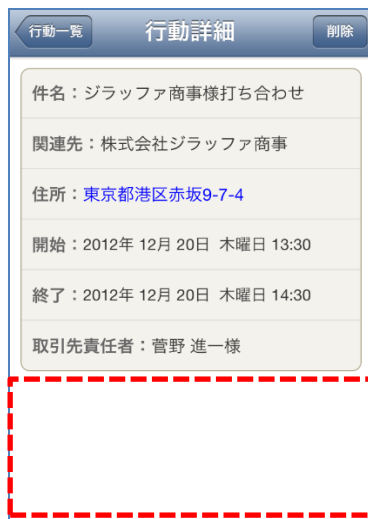 行動一覧 行動詳細 削除
件名：ジラッファ商事様打ち合わせ
関連先：株式会社ジラッファ商事
住所：東京都港区赤坂9-7-4
開始：2012年 12月 20日 木曜日 13:30
終了：2012年 12月 20日 木曜日 14:30
取引先責任者：菅野 進一様